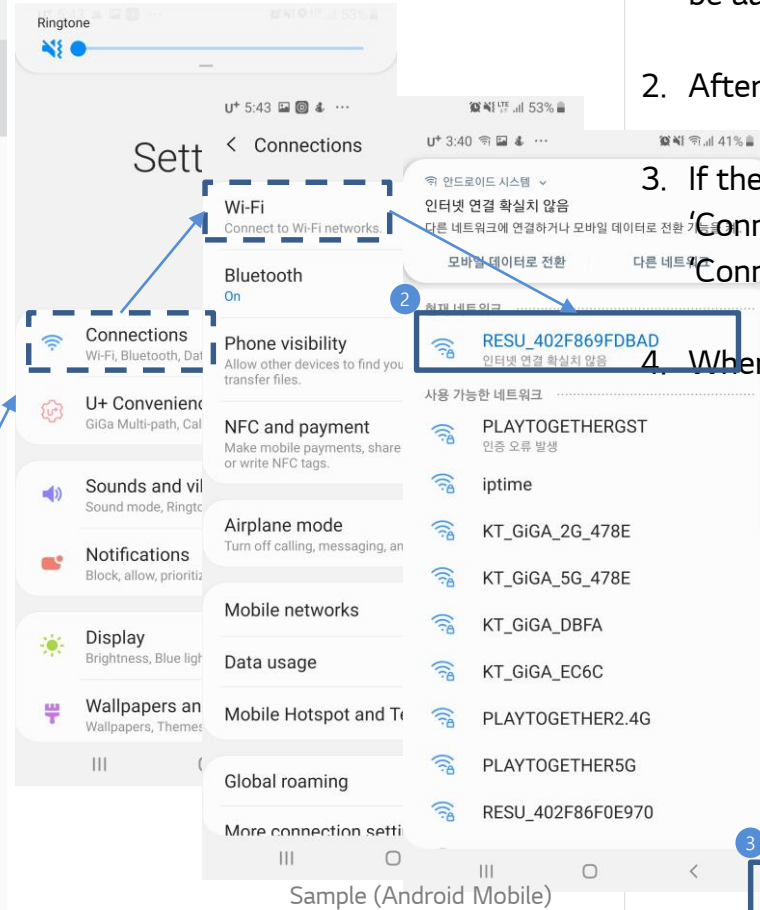 Ringtone
Sett
Connections
Wi-Fi, Bluetooth, Dat
U+ Convenienc
GiGa Multi-path, Cal
Sounds and vil
Sound mode, Ringto
Notifications
Block, allow, prioritiz
Display
Brightness, Blue ligh
Wallpapers an
Wallpapers, Themes
U+ 5:43 53%
< Connections
Wi-Fi
Connect to Wi-Fi networks.
Bluetooth
On
Phone visibility
Allow other devices to find you
transfer files.
NFC and payment
Make mobile payments, share
or write NFC tags.
Airplane mode
Turn off calling, messaging, an
Mobile networks
Data usage
Mobile Hotspot and Te
Global roaming
More connection setti
U+ 3:40 41%
안드로이드 시스템
인터넷 연결 확실치 않음
다른 네트워크에 연결하거나 모바일 데이터로 전환
모바일 데이터로 전환 다른 네트워크
2
현재 네트워크
RESU_402F869FDBAD
인터넷 연결 확실치 않음
사용 가능한 네트워크
PLAYTOGETHERGST
인증 오류 발생
iptime
KT_GiGA_2G_478E
KT_GiGA_5G_478E
KT_GiGA_DBFA
KT_GiGA_EC6C
PLAYTOGETHER2.4G
PLAYTOGETHER5G
RESU_402F86F0E970
3
Sample (Android Mobile)
2. After
3. If the
'Conn
'Conn
4. When